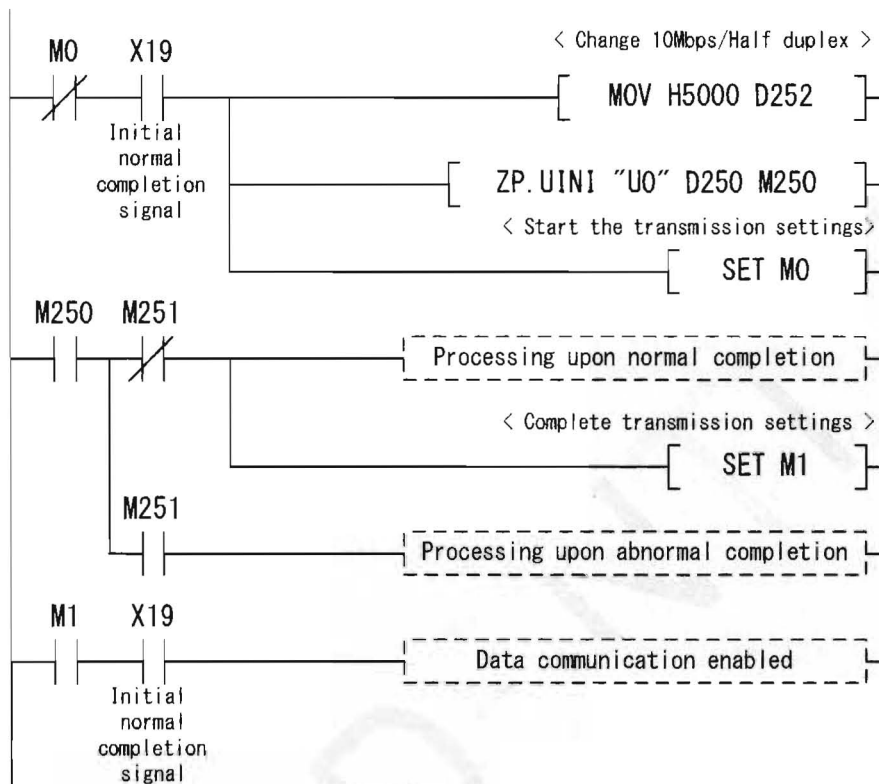 < Change 10Mbps/Half duplex >
M0 X19
MOV H5000 D252
Initial
normal
completion
signal
ZP.UINI "U0" D250 M250
< Start the transmission settings>
SET M0
M250 M251
Processing upon normal completion
< Complete transmission settings >
SET M1
M251
Processing upon abnormal completion
M1 X19
Data communication enabled
Initial
normal
completion
signal